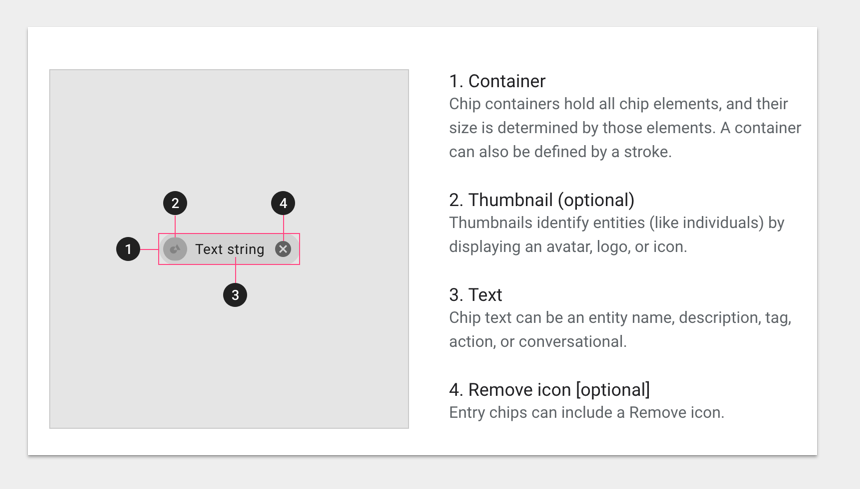 2
4
1
Text string
3
1. Container
Chip containers hold all chip elements, and their
size is determined by those elements. A container
can also be defined by a stroke.
2. Thumbnail (optional)
Thumbnails identify entities (like individuals) by
displaying an avatar, logo, or icon.
3. Text
Chip text can be an entity name, description, tag,
action, or conversational.
4. Remove icon [optional]
Entry chips can include a Remove icon.